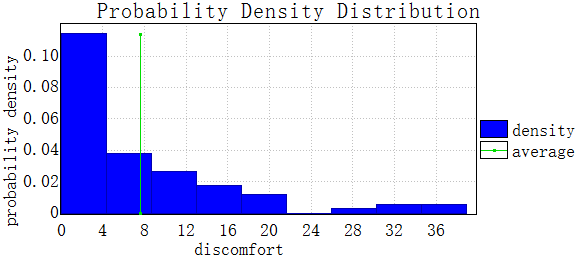 Probability Density Distribution
probability density
0.10
0.08
0.06
0.04
0.02
0
0 4 8 12 16 20 24 28 32 36
discomfort
density
average